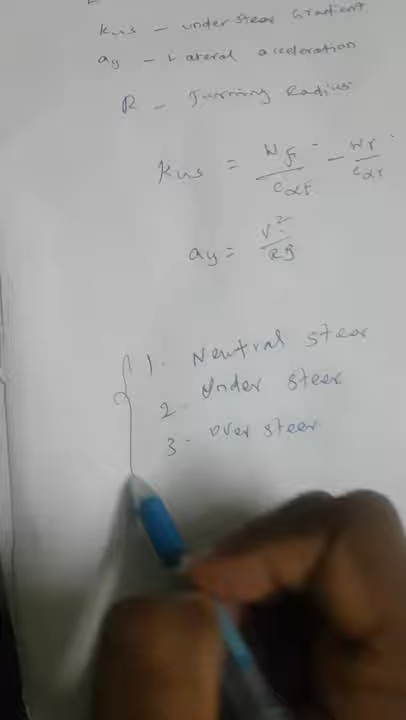 Kus - under steer Gradient
ay - Lateral acceleration
R - Turning Radius
Kus = Wf/Cαf - Wr/Cαr
ay = V²/Rg
1. Neutral steer
2 Under steer
3- Over steer